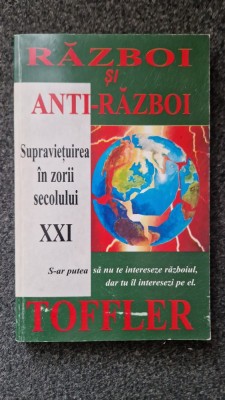 RĂZBOI
ȘI
ANTI-RĂZBOI
Supraviețuirea
în zorii
secolului
XXI
S-ar putea să nu te intereseze războiul,
dar tu îl interesezi pe el.
TOFFLER